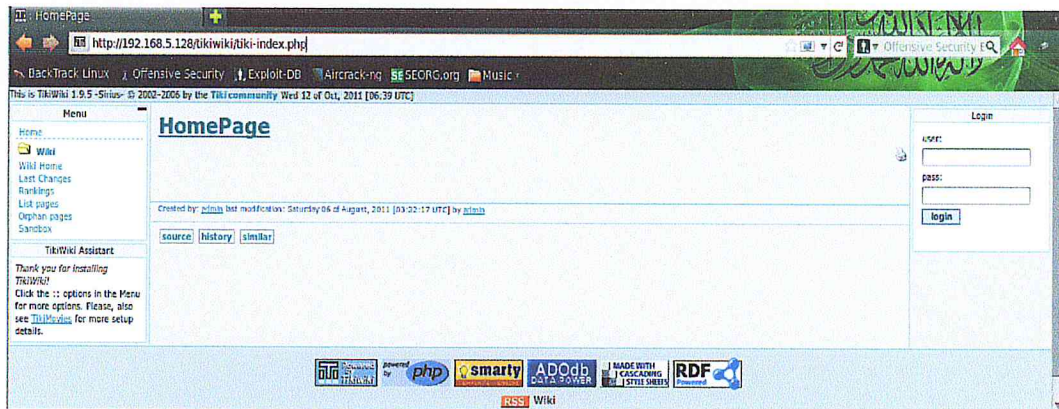 : HomePage
http://192.168.5.128/tikiwiki/tiki-index.php
Offensive Security E
BackTrack Linux
Offensive Security
Exploit-DB
Aircrack-ng
SE SEORG.org
Music
This is TikiWiki 1.9.5 -Sirius- © 2002-2006 by the Tiki community Wed 12 of Oct, 2011 [06:39 UTC]
Menu
Home
Wiki
Wiki Home
Last Changes
Rankings
List pages
Orphan pages
Sandbox
TikiWiki Assistant
Thank you for installing
TikiWiki!
Click the :: options in the Menu
for more options. Please, also
see TikiMovies for more setup
details.
HomePage
Created by: admin last modification: Saturday 06 of August, 2011 [03:22:17 UTC] by admin
source history similar
Login
user:
pass:
login
powered by php
smarty
ADOdb
DATA POWER
MADE WITH
CASCADING
STYLE SHEETS
RDF
Powered
RSS Wiki